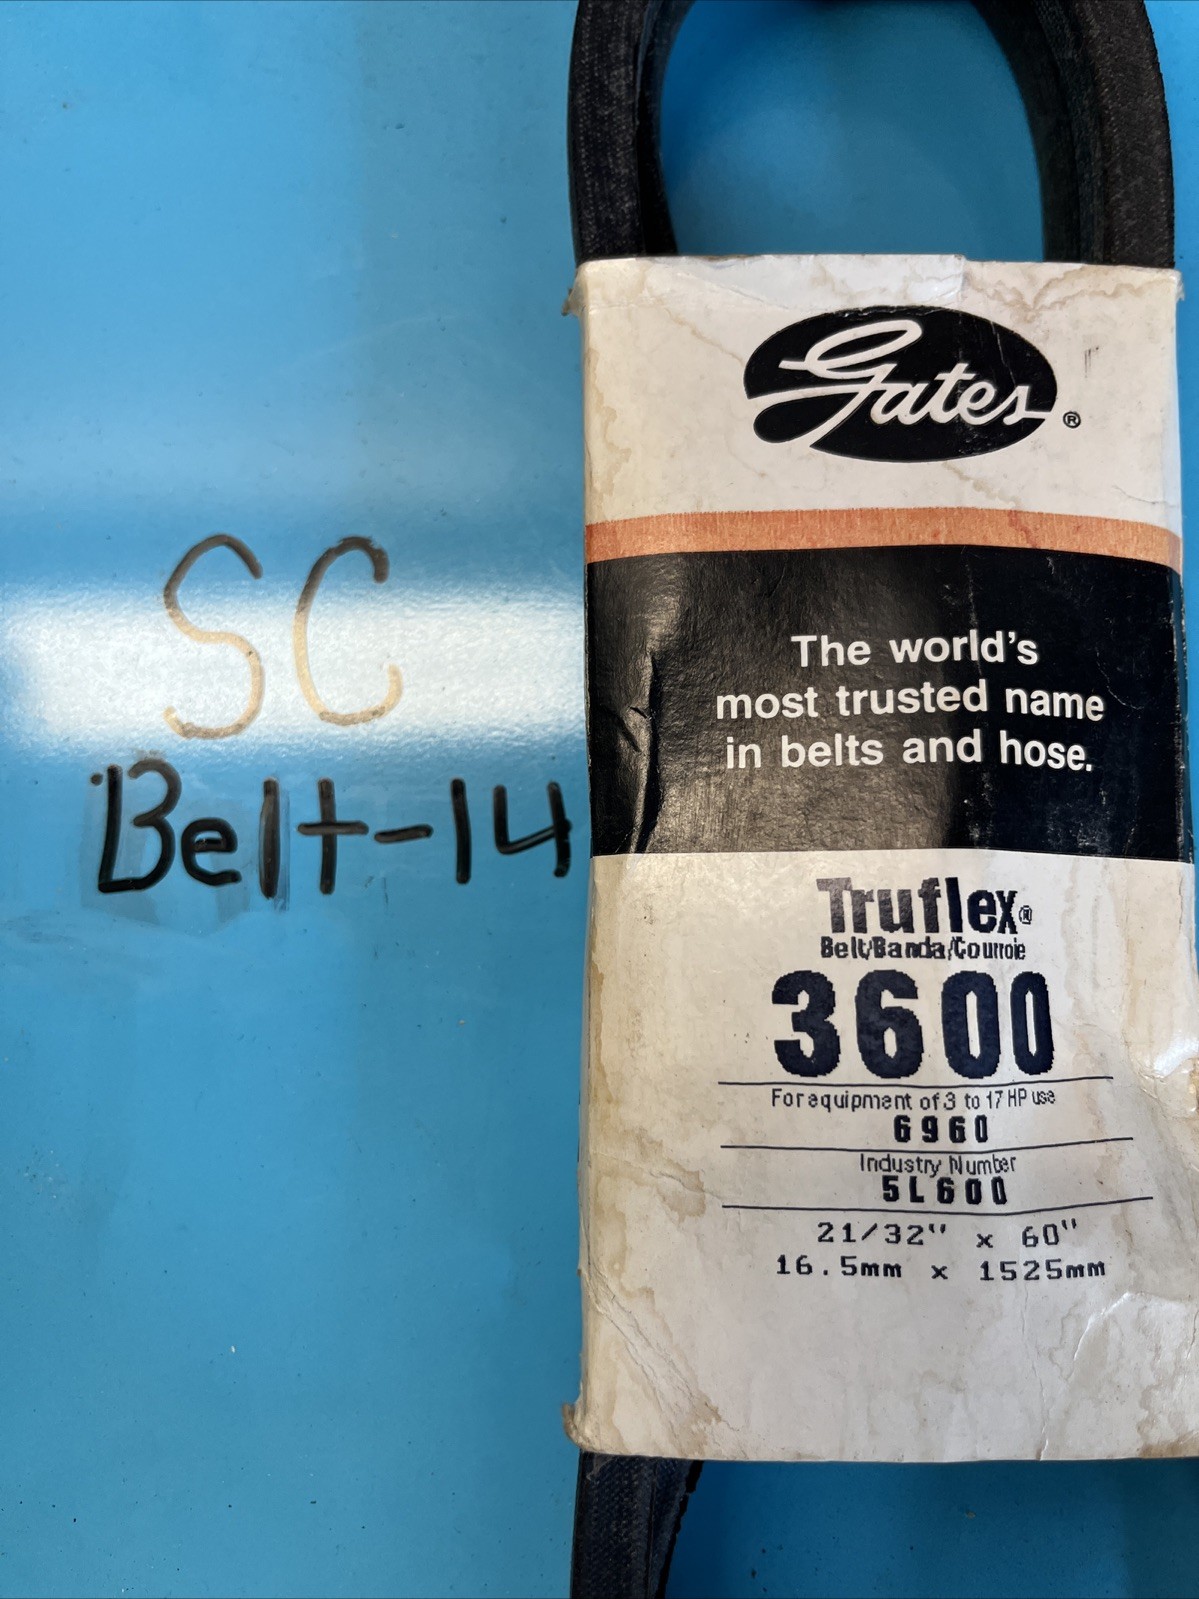 SC
Belt-14
Gates®
The world's
most trusted name
in belts and hose.
Truflex®
Belt/Banda/Courroie
3600
For equipment of 3 to 17 HP use
6960
Industry Number
5L600
21/32" x 60"
16.5mm x 1525mm